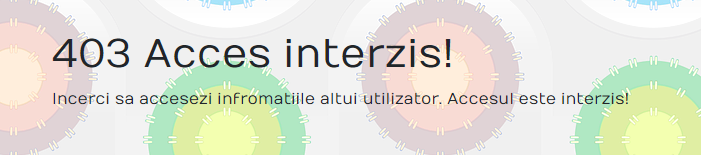 403 Acces interzis!
Incerci sa accesezi infromatiile altui utilizator. Accesul este interzis!